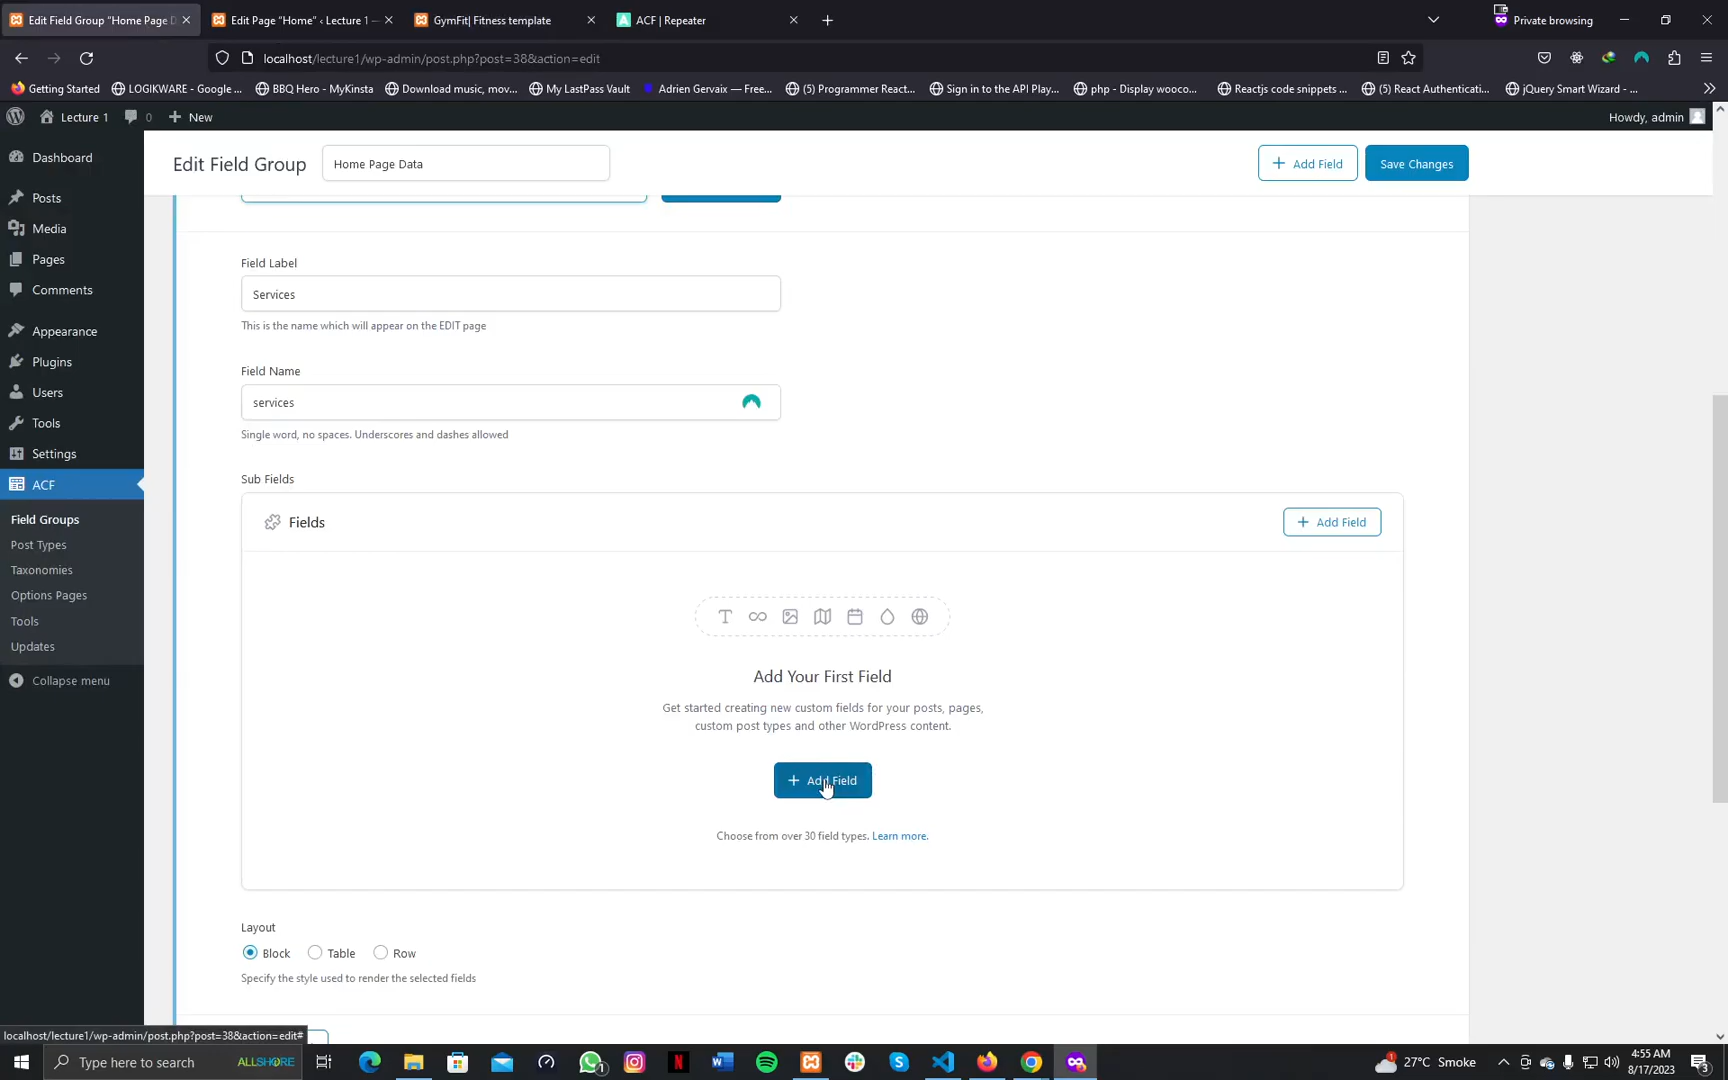 Edit Field Group "Home Page D
Edit Page "Home" ‹ Lecture 1 —
GymFit| Fitness template
ACF | Repeater
Private browsing
localhost/lecture1/wp-admin/post.php?post=38&action=edit
Getting Started
LOGIKWARE - Google ...
BBQ Hero - MyKinsta
Download music, mov...
My LastPass Vault
Adrien Gervaix — Free...
(5) Programmer React...
Sign in to the API Play...
php - Display wooco...
Reactjs code snippets ...
(5) React Authenticati...
jQuery Smart Wizard - ...
Lecture 1
0
New
Howdy, admin
Dashboard
Posts
Media
Pages
Comments
Appearance
Plugins
Users
Tools
Settings
ACF
Field Groups
Post Types
Taxonomies
Options Pages
Tools
Updates
Collapse menu
Edit Field Group
Home Page Data
Add Field
Save Changes
Field Label
Services
This is the name which will appear on the EDIT page
Field Name
services
Single word, no spaces. Underscores and dashes allowed
Sub Fields
Fields
Add Field
Add Your First Field
Get started creating new custom fields for your posts, pages,
custom post types and other WordPress content.
Add Field
Choose from over 30 field types. Learn more.
Layout
Block
Table
Row
Specify the style used to render the selected fields
localhost/lecture1/wp-admin/post.php?post=38&action=edit#
Type here to search
ALLSHORE
1
27°C Smoke
4:55 AM
8/17/2023
3